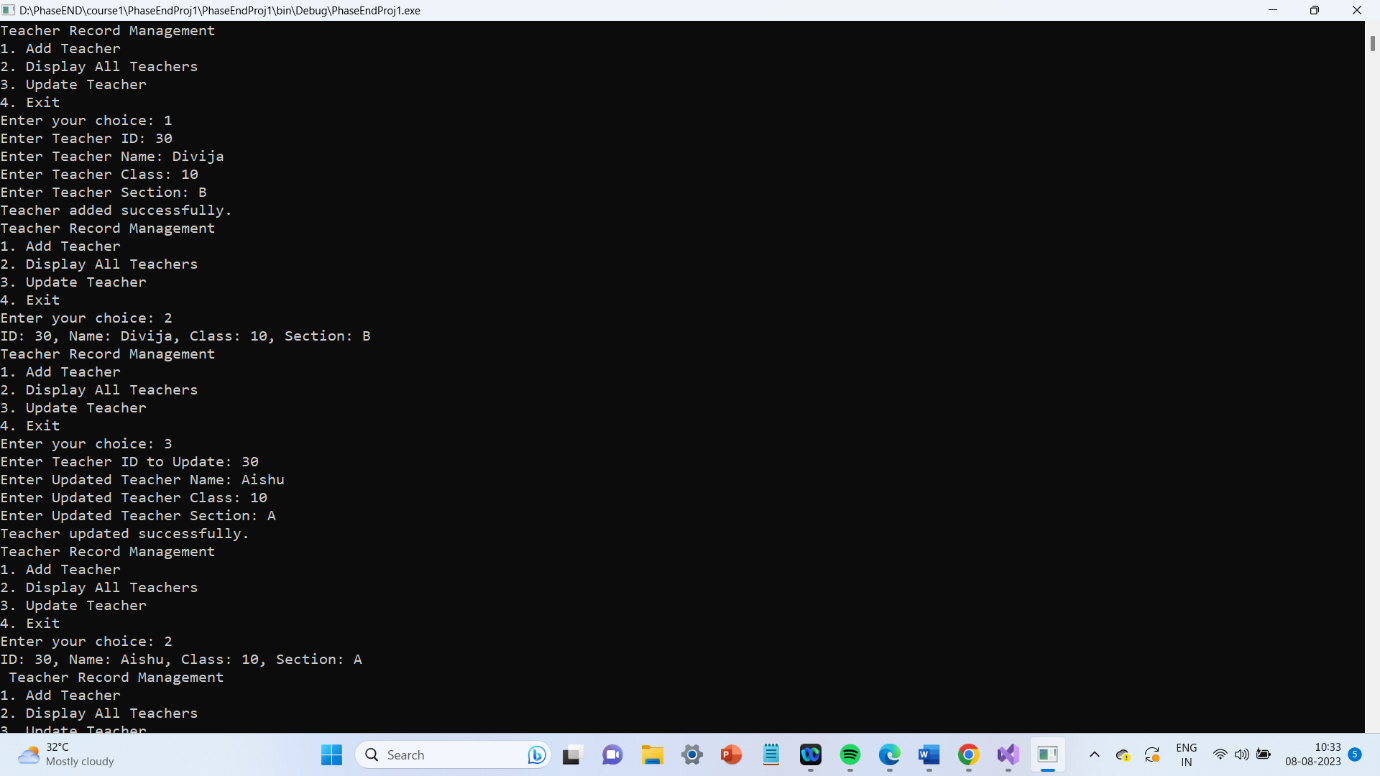 D:\PhaseEND\course1\PhaseEndProj1\PhaseEndProj1\bin\Debug\PhaseEndProj1.exe
Teacher Record Management
1. Add Teacher
2. Display All Teachers
3. Update Teacher
4. Exit
Enter your choice: 1
Enter Teacher ID: 30
Enter Teacher Name: Divija
Enter Teacher Class: 10
Enter Teacher Section: B
Teacher added successfully.
Teacher Record Management
1. Add Teacher
2. Display All Teachers
3. Update Teacher
4. Exit
Enter your choice: 2
ID: 30, Name: Divija, Class: 10, Section: B
Teacher Record Management
1. Add Teacher
2. Display All Teachers
3. Update Teacher
4. Exit
Enter your choice: 3
Enter Teacher ID to Update: 30
Enter Updated Teacher Name: Aishu
Enter Updated Teacher Class: 10
Enter Updated Teacher Section: A
Teacher updated successfully.
Teacher Record Management
1. Add Teacher
2. Display All Teachers
3. Update Teacher
4. Exit
Enter your choice: 2
ID: 30, Name: Aishu, Class: 10, Section: A
 Teacher Record Management
1. Add Teacher
2. Display All Teachers
3. Update Teacher
32°C
Mostly cloudy
Search
ENG
IN
10:33
08-08-2023
5